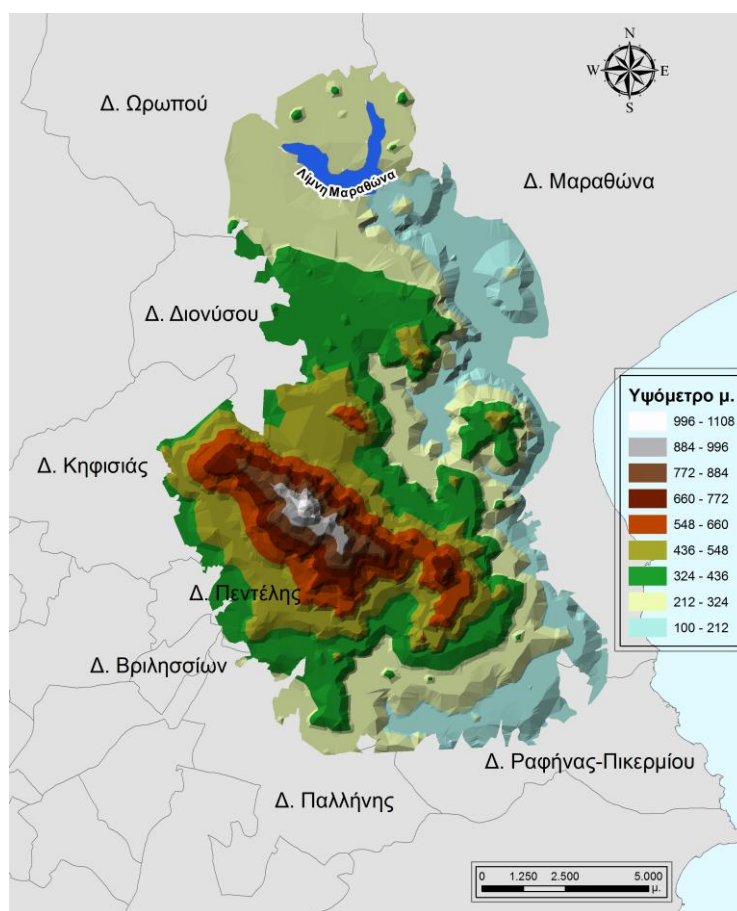 N
W E
S
Δ. Ωρωπού
Δ. Μαραθώνα
Λίμνη Μαραθώνα
Δ. Διονύσου
Υψόμετρο μ.
996 - 1108
884 - 996
772 - 884
660 - 772
548 - 660
436 - 548
324 - 436
212 - 324
100 - 212
Δ. Κηφισιάς
Δ. Πεντέλης
Δ. Βριλησσίων
Δ. Ραφήνας-Πικερμίου
Δ. Παλλήνης
0 1.250 2.500 5.000
μ.